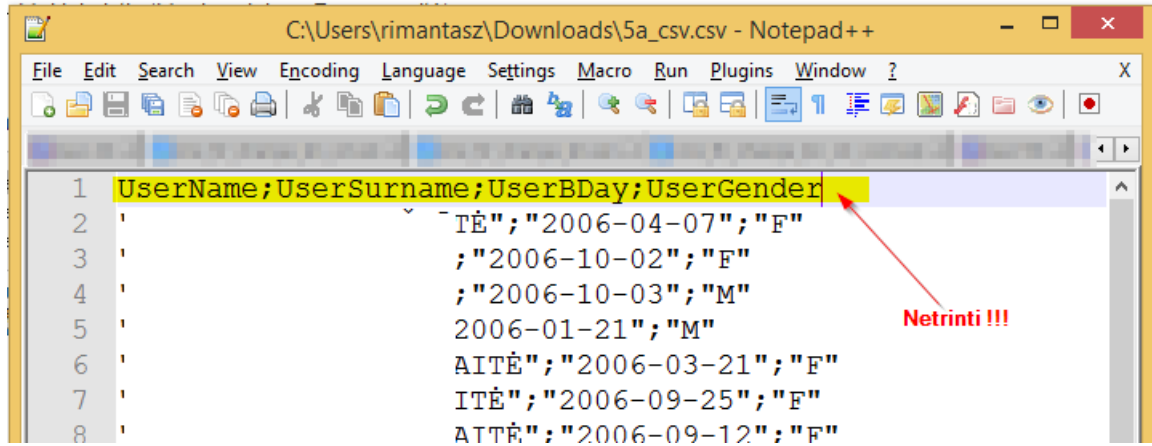 C:\Users\rimantasz\Downloads\5a_csv.csv - Notepad++
File Edit Search View Encoding Language Settings Macro Run Plugins Window ? X
1 UserName;UserSurname;UserBDay;UserGender
2 ' TĖ";"2006-04-07";"F"
3 ' ;"2006-10-02";"F"
4 ' ;"2006-10-03";"M"
Netrinti !!!
5 ' 2006-01-21";"M"
6 ' AITĖ";"2006-03-21";"F"
7 ' ITĖ";"2006-09-25";"F"
8 ' AITĖ";"2006-09-12";"F"